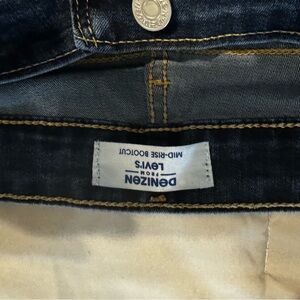 DENIZEN
FROM
LEVI'S
MID-RISE BOOTCUT